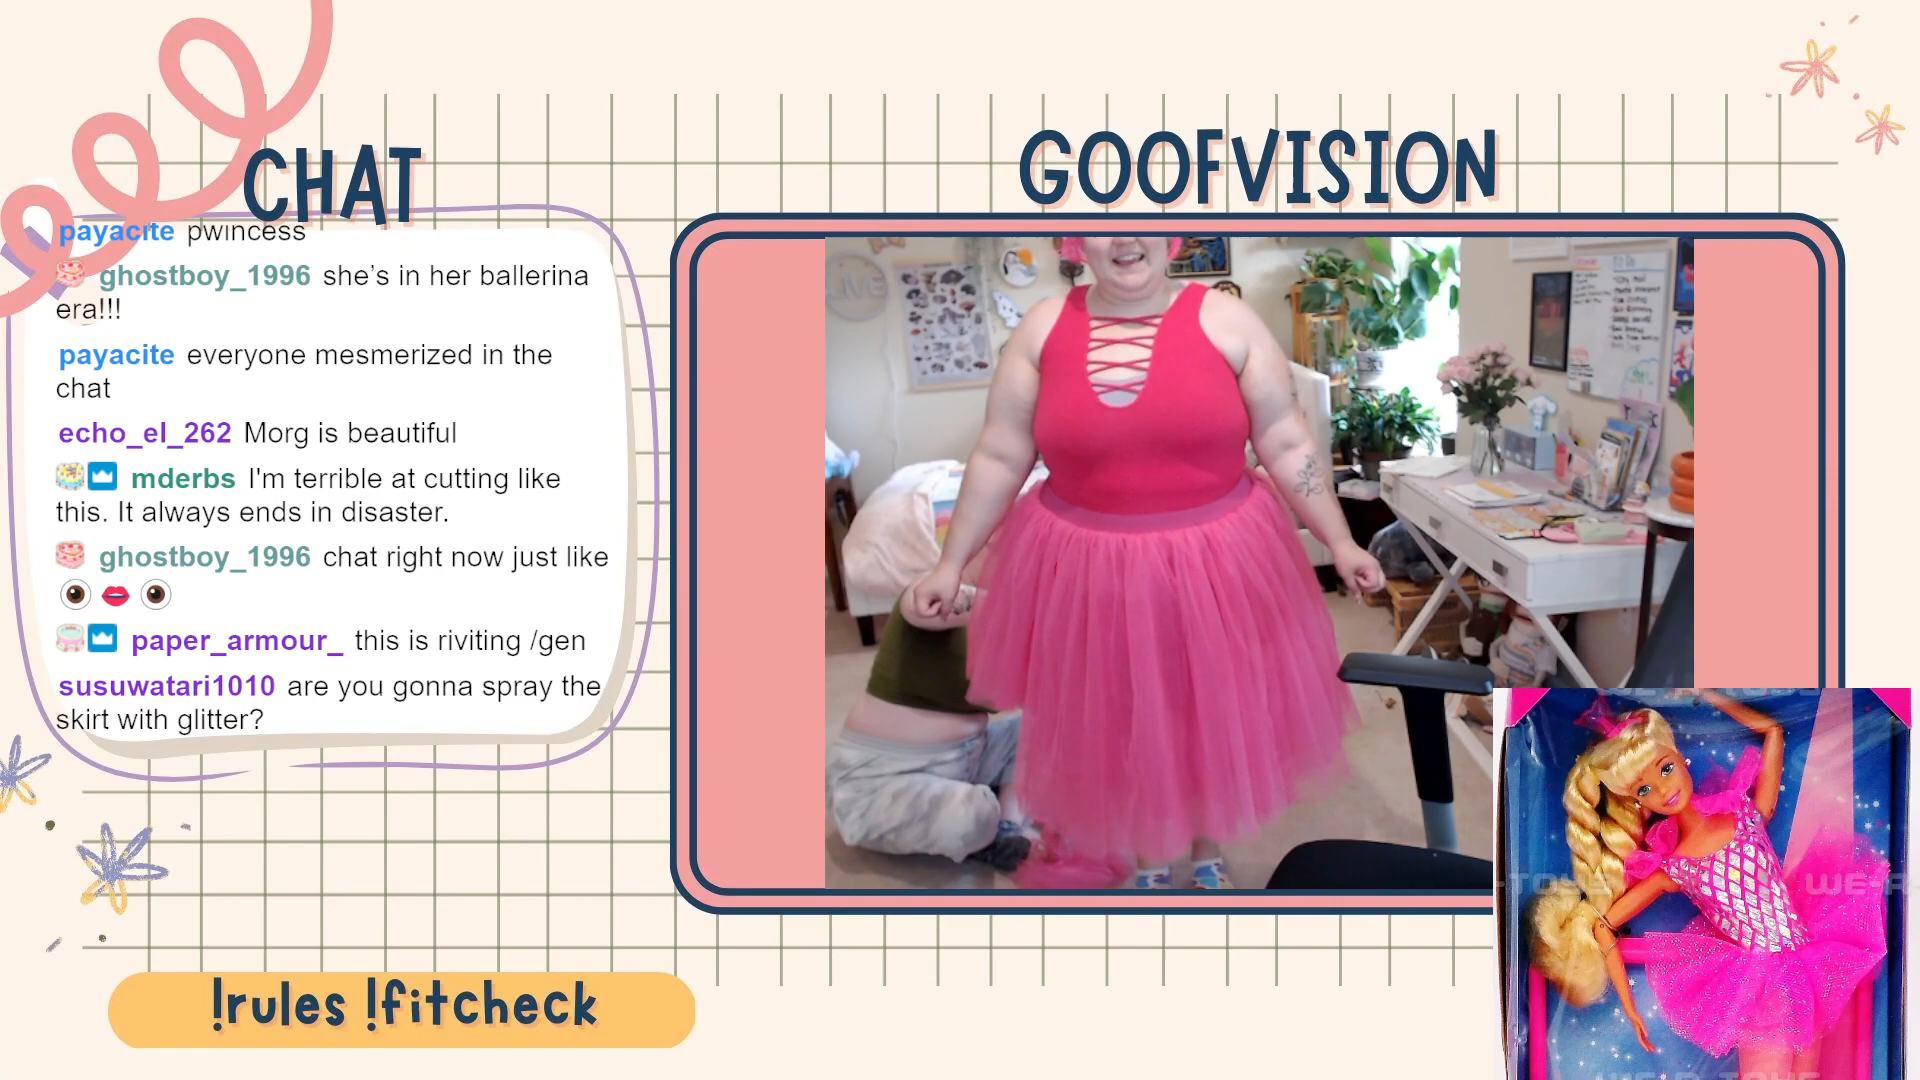 CHAT
GOOFVISION
payacite pwincess
ghostboy_1996 she's in her ballerina
era!!!
payacite everyone mesmerized in the
chat
echo_el_262 Morg is beautiful
mderbs I'm terrible at cutting like
this. It always ends in disaster.
ghostboy_1996 chat right now just like
paper_armour_ this is riviting /gen
susuwatari1010 are you gonna spray the
skirt with glitter?
LIVE
!rules !fitcheck